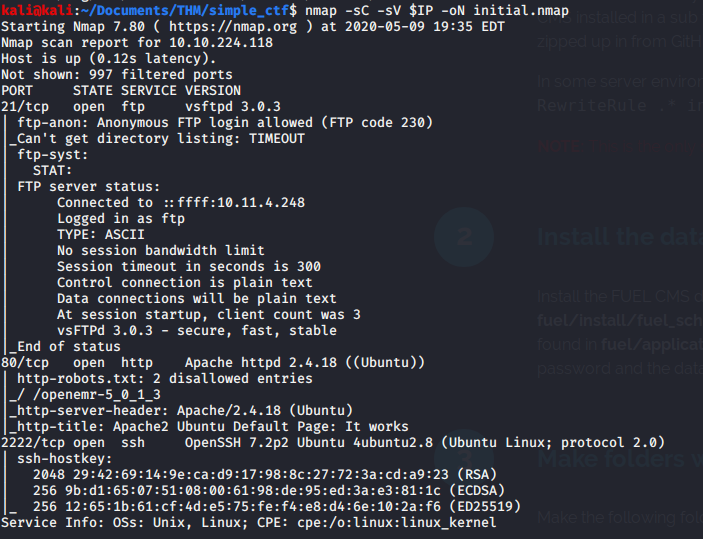 kali@kali:~/Documents/THM/simple_ctf$ nmap -sC -sV $IP -oN initial.nmap
Starting Nmap 7.80 ( https://nmap.org ) at 2020-05-09 19:35 EDT
Nmap scan report for 10.10.224.118
Host is up (0.12s latency).
Not shown: 997 filtered ports
PORT     STATE SERVICE VERSION
21/tcp   open  ftp     vsftpd 3.0.3
| ftp-anon: Anonymous FTP login allowed (FTP code 230)
|_Can't get directory listing: TIMEOUT
| ftp-syst:
|   STAT:
| FTP server status:
|      Connected to ::ffff:10.11.4.248
|      Logged in as ftp
|      TYPE: ASCII
|      No session bandwidth limit
|      Session timeout in seconds is 300
|      Control connection is plain text
|      Data connections will be plain text
|      At session startup, client count was 3
|      vsFTPd 3.0.3 - secure, fast, stable
|_End of status
80/tcp   open  http    Apache httpd 2.4.18 ((Ubuntu))
| http-robots.txt: 2 disallowed entries
|_/ /openemr-5_0_1_3
|_http-server-header: Apache/2.4.18 (Ubuntu)
|_http-title: Apache2 Ubuntu Default Page: It works
2222/tcp open  ssh     OpenSSH 7.2p2 Ubuntu 4ubuntu2.8 (Ubuntu Linux; protocol 2.0)
| ssh-hostkey:
|   2048 29:42:69:14:9e:ca:d9:17:98:8c:27:72:3a:cd:a9:23 (RSA)
|   256 9b:d1:65:07:51:08:00:61:98:de:95:ed:3a:e3:81:1c (ECDSA)
|_  256 12:65:1b:61:cf:4d:e5:75:fe:f4:e8:d4:6e:10:2a:f6 (ED25519)
Service Info: OSs: Unix, Linux; CPE: cpe:/o:linux:linux_kernel
CMS installed in a sub
zipped up in from GitH
In some server environ
RewriteRule .* in
2
Install the data
Install the FUEL CMS d
fuel/install/fuel_sch
found in fuel/applicat
password and the data
3
Make folders w
Make the following fold